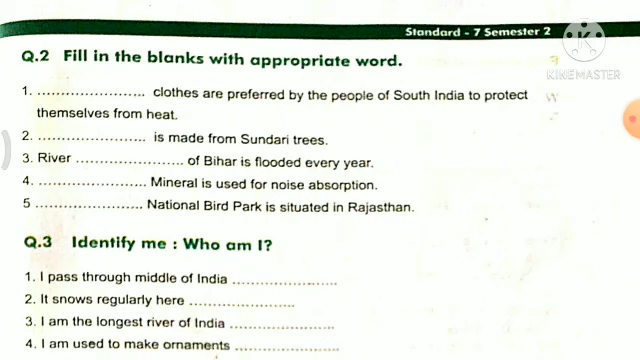 Standard - 7 Semester 2
KINEMASTER
Q.2 Fill in the blanks with appropriate word.
1. ........................ clothes are preferred by the people of South India to protect
themselves from heat.
2. ........................ is made from Sundari trees.
3. River ........................ of Bihar is flooded every year.
4. ........................ Mineral is used for noise absorption.
5 ........................ National Bird Park is situated in Rajasthan.
Q.3 Identify me : Who am I?
1. I pass through middle of India ........................
2. It snows regularly here ........................
3. I am the longest river of India ........................
4. I am used to make ornaments ........................